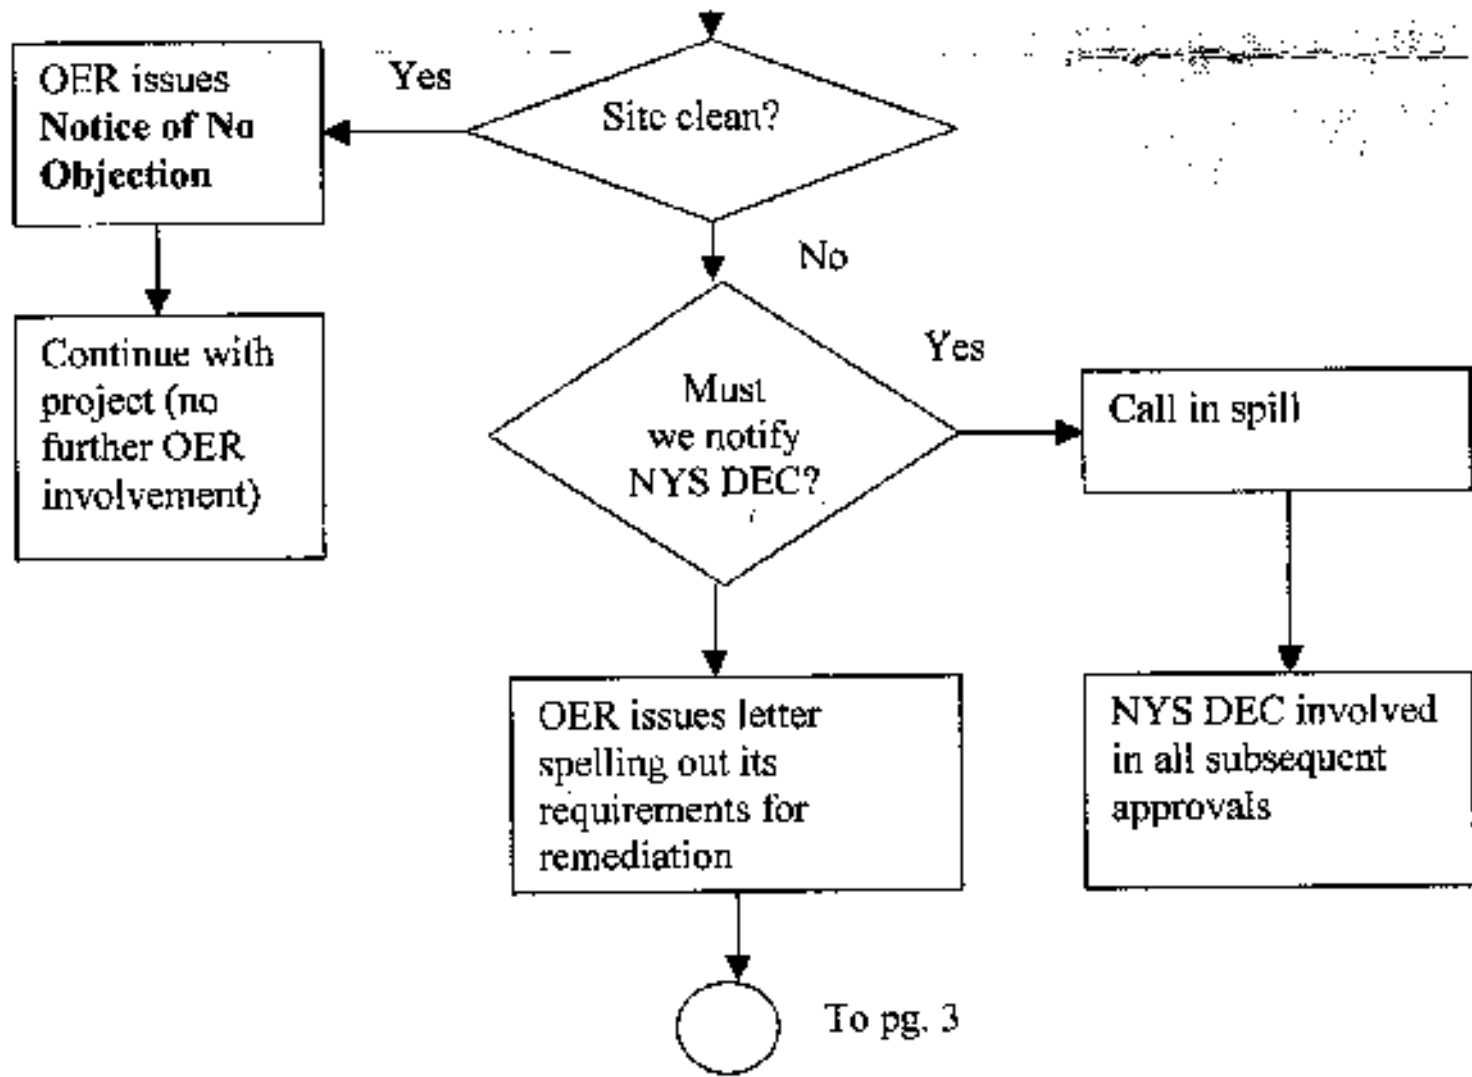 OER issues
Notice of No
Objection
Yes
Site clean?
No
Continue with
project (no
further OER
involvement)
Must
we notify
NYS DEC?
Yes
Call in spill
OER issues letter
spelling out its
requirements for
remediation
NYS DEC involved
in all subsequent
approvals
To pg. 3